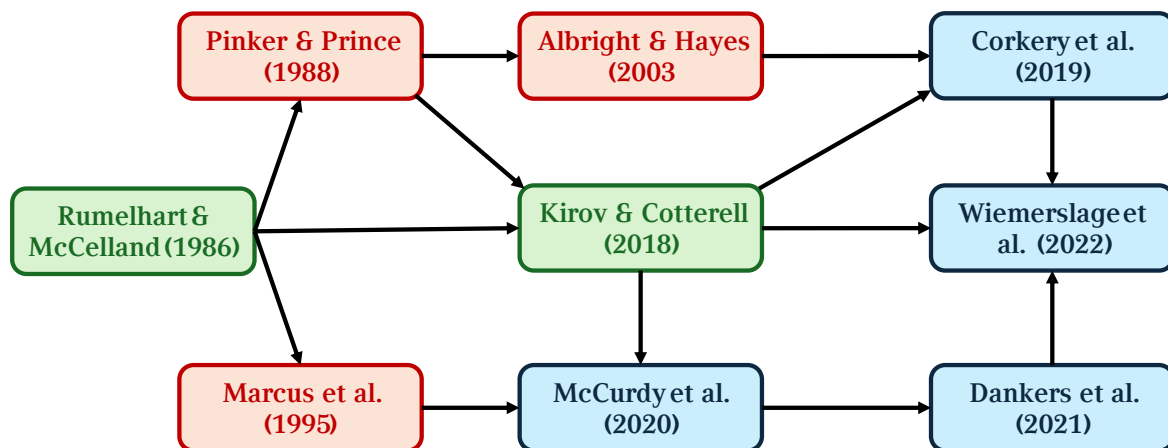 Pinker & Prince
(1988)
Albright & Hayes
(2003
Corkery et al.
(2019)
Rumelhart &
McCelland (1986)
Kirov & Cotterell
(2018)
Wiemerslage et
al. (2022)
Marcus et al.
(1995)
McCurdy et al.
(2020)
Dankers et al.
(2021)